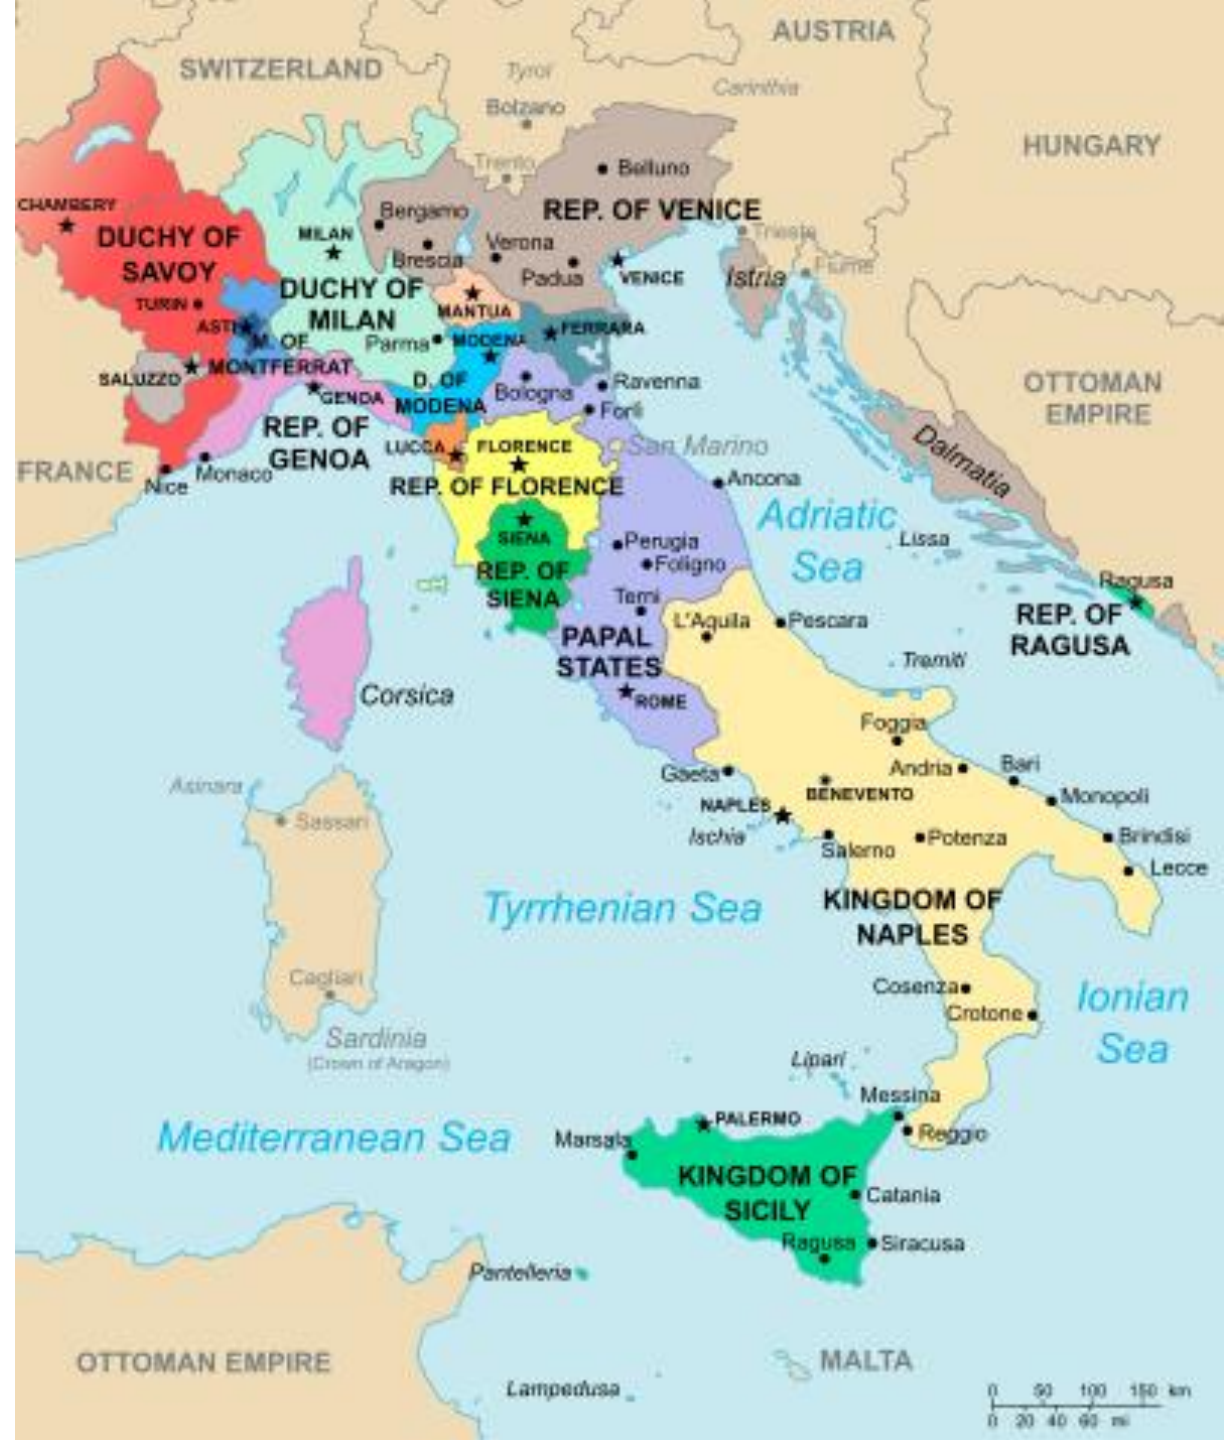 AUSTRIA
SWITZERLAND
Tyrol
Carinthia
Bolzano
HUNGARY
Trento
Belluno
CHAMBERY
Bergamo
REP. OF VENICE
Trieste
DUCHY OF
SAVOY
MILAN
Verona
Brescia
Padua
VENICE
Istria
Fiume
TURIN
DUCHY OF
MILAN
MANTUA
ASTI
M. OF
MONTFERRAT
Parma
MODENA
FERRARA
SALUZZO
GENOA
D. OF
MODENA
Bologna
Ravenna
OTTOMAN
EMPIRE
Forlì
REP. OF
GENOA
LUCCA
FLORENCE
San Marino
Dalmatia
FRANCE
Nice
Monaco
REP. OF FLORENCE
Ancona
Adriatic
Sea
SIENA
Perugia
Lissa
Foligno
REP. OF
SIENA
Terni
Ragusa
L'Aquila
Pescara
REP. OF
RAGUSA
PAPAL
STATES
Tremiti
ROME
Corsica
Foggia
Gaeta
Andria
Bari
Asinara
NAPLES
BENEVENTO
Monopoli
Sassari
Ischia
Salerno
Potenza
Brindisi
Lecce
Tyrrhenian Sea
KINGDOM OF
NAPLES
Cagliari
Cosenza
Ionian
Sea
Crotone
Sardinia
(Crown of Aragon)
Lipari
Messina
Mediterranean Sea
Marsala
PALERMO
Reggio
KINGDOM OF
SICILY
Catania
Ragusa
Siracusa
Pantelleria
OTTOMAN EMPIRE
MALTA
Lampedusa
0 50 100 150 km
0 20 40 60 mi